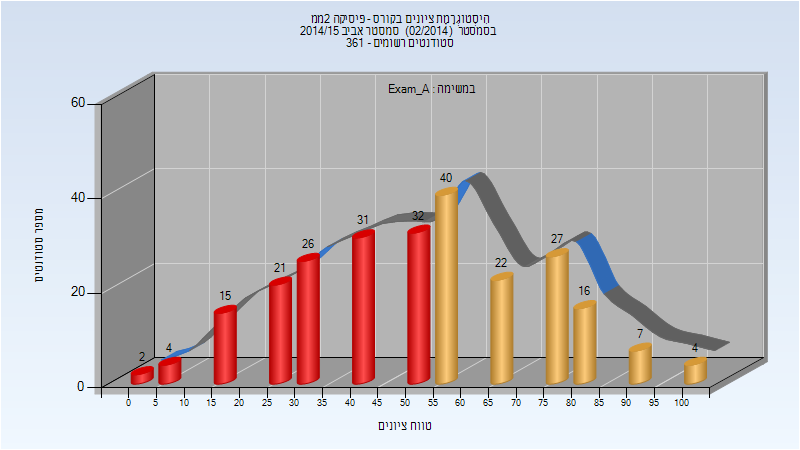 היסטוגרמת ציונים בקורס - פיסיקה 2ממ
בסמסטר (02/2014) סמסטר אביב 2014/15
סטודנטים רשומים - 361
במשימה : Exam_A
מספר סטודנטים
60
40
20
0
2
4
15
21
26
31
32
40
22
27
16
7
4
0 5 10 15 20 25 30 35 40 45 50 55 60 65 70 75 80 85 90 95 100
טווח ציונים